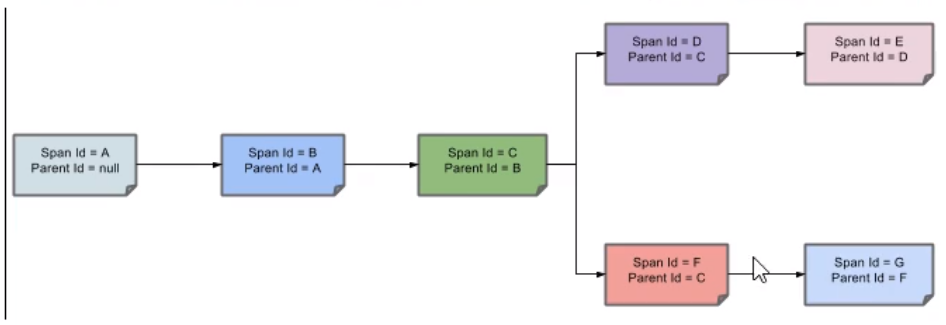 Span Id = A
Parent Id = null
Span Id = B
Parent Id = A
Span Id = C
Parent Id = B
Span Id = D
Parent Id = C
Span Id = E
Parent Id = D
Span Id = F
Parent Id = C
Span Id = G
Parent Id = F